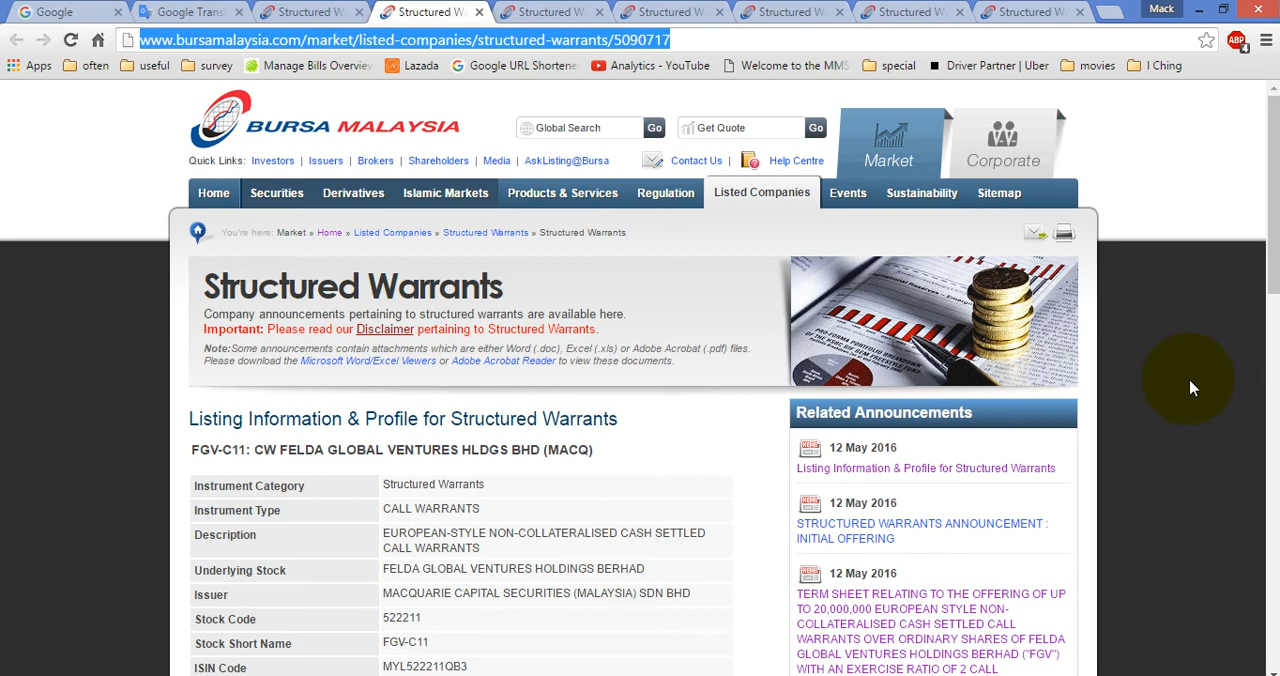 Google
Google Trans
Structured W
Structured Wa
Structured W
Structured W
Structured W
Structured W
Structured W
Mack
www.bursamalaysia.com/market/listed-companies/structured-warrants/5090717
ABP
4
Apps
often
useful
survey
Manage Bills Overvie
Lazada
Google URL Shortene
Analytics - YouTube
Welcome to the MMS
special
Driver Partner | Uber
movies
I Ching
BURSA MALAYSIA
Global Search
Go
Get Quote
Go
Market
Corporate
Quick Links: Investors | Issuers | Brokers | Shareholders | Media | AskListing@Bursa
Contact Us |
Help Centre
Home
Securities
Derivatives
Islamic Markets
Products & Services
Regulation
Listed Companies
Events
Sustainability
Sitemap
You're here: Market » Home » Listed Companies » Structured Warrants » Structured Warrants
Structured Warrants
Company announcements pertaining to structured warrants are available here.
Important: Please read our Disclaimer pertaining to Structured Warrants.
Note:Some announcements contain attachments which are either Word (.doc), Excel (.xls) or Adobe Acrobat (.pdf) files.
Please download the Microsoft Word/Excel Viewers or Adobe Acrobat Reader to view these documents.
Listing Information & Profile for Structured Warrants
FGV-C11: CW FELDA GLOBAL VENTURES HLDGS BHD (MACQ)
Instrument Category
Structured Warrants
Instrument Type
CALL WARRANTS
Description
EUROPEAN-STYLE NON-COLLATERALISED CASH SETTLED
CALL WARRANTS
Underlying Stock
FELDA GLOBAL VENTURES HOLDINGS BERHAD
Issuer
MACQUARIE CAPITAL SECURITIES (MALAYSIA) SDN BHD
Stock Code
522211
Stock Short Name
FGV-C11
ISIN Code
MYL522211QB3
Related Announcements
12 May 2016
Listing Information & Profile for Structured Warrants
12 May 2016
STRUCTURED WARRANTS ANNOUNCEMENT :
INITIAL OFFERING
12 May 2016
TERM SHEET RELATING TO THE OFFERING OF UP
TO 20,000,000 EUROPEAN STYLE NON-
COLLATERALISED CASH SETTLED CALL
WARRANTS OVER ORDINARY SHARES OF FELDA
GLOBAL VENTURES HOLDINGS BERHAD ("FGV")
WITH AN EXERCISE RATIO OF 2 CALL